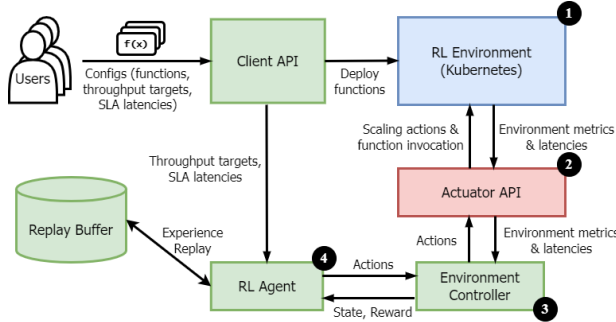 f(x)
Users
Configs (functions,
throughput targets,
SLA latencies)
Client API
Deploy
functions
1
RL Environment
(Kubernetes)
Scaling actions &
function invocation
Environment metrics
& latencies
2
Actuator API
Throughput targets,
SLA latencies
Replay Buffer
Experience
Replay
Actions
Environment metrics
& latencies
4
RL Agent
Actions
State, Reward
Environment
Controller
3